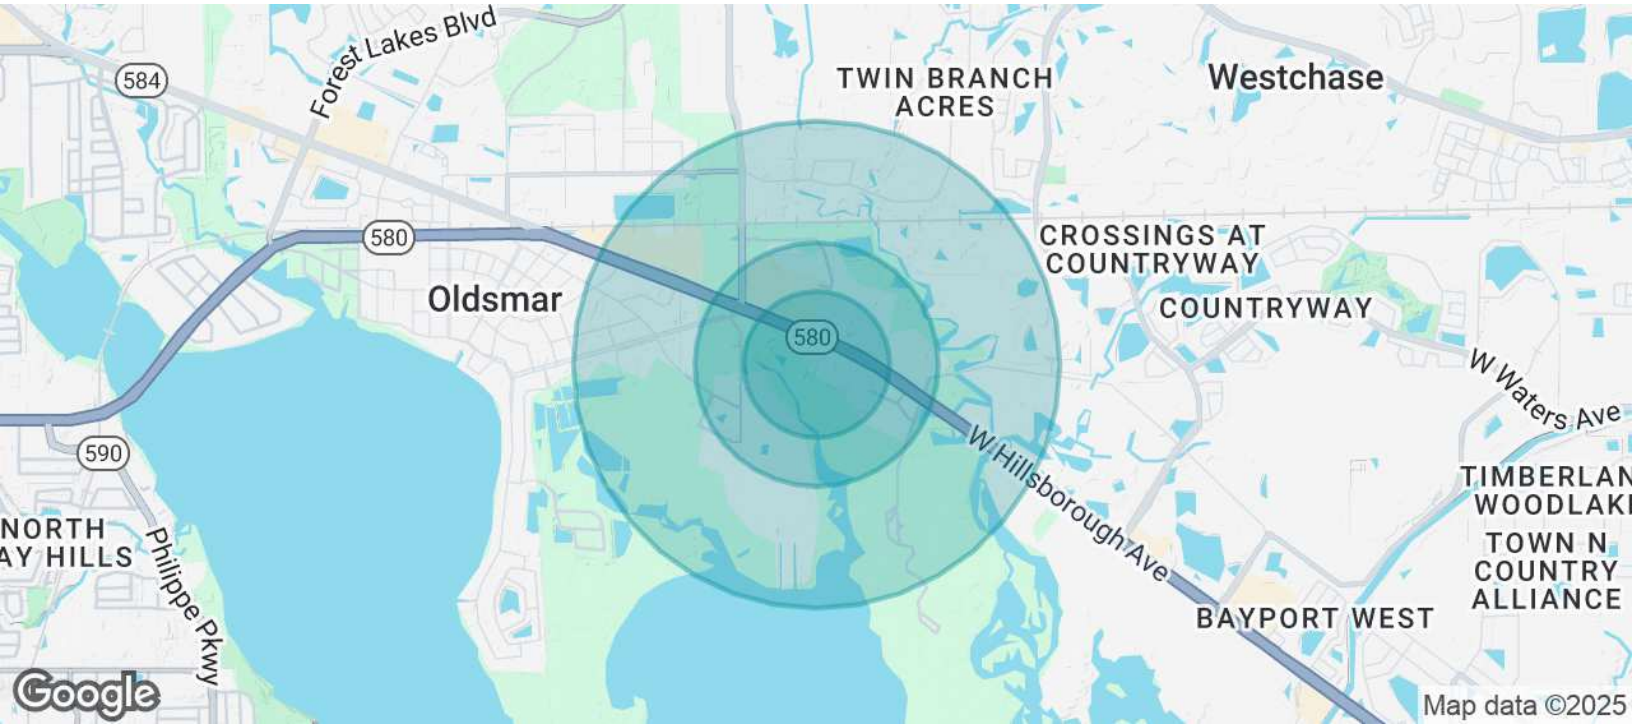 Forest Lakes Blvd
584
TWIN BRANCH
ACRES
Westchase
580
CROSSINGS AT
COUNTRYWAY
Oldsmar
COUNTRYWAY
580
W Waters Ave
590
W Hillsborough Ave
TIMBERLAN
WOODLAK
NORTH
AY HILLS
Philippe Pkwy
TOWN N
COUNTRY
ALLIANCE
BAYPORT WEST
Google
Map data ©2025